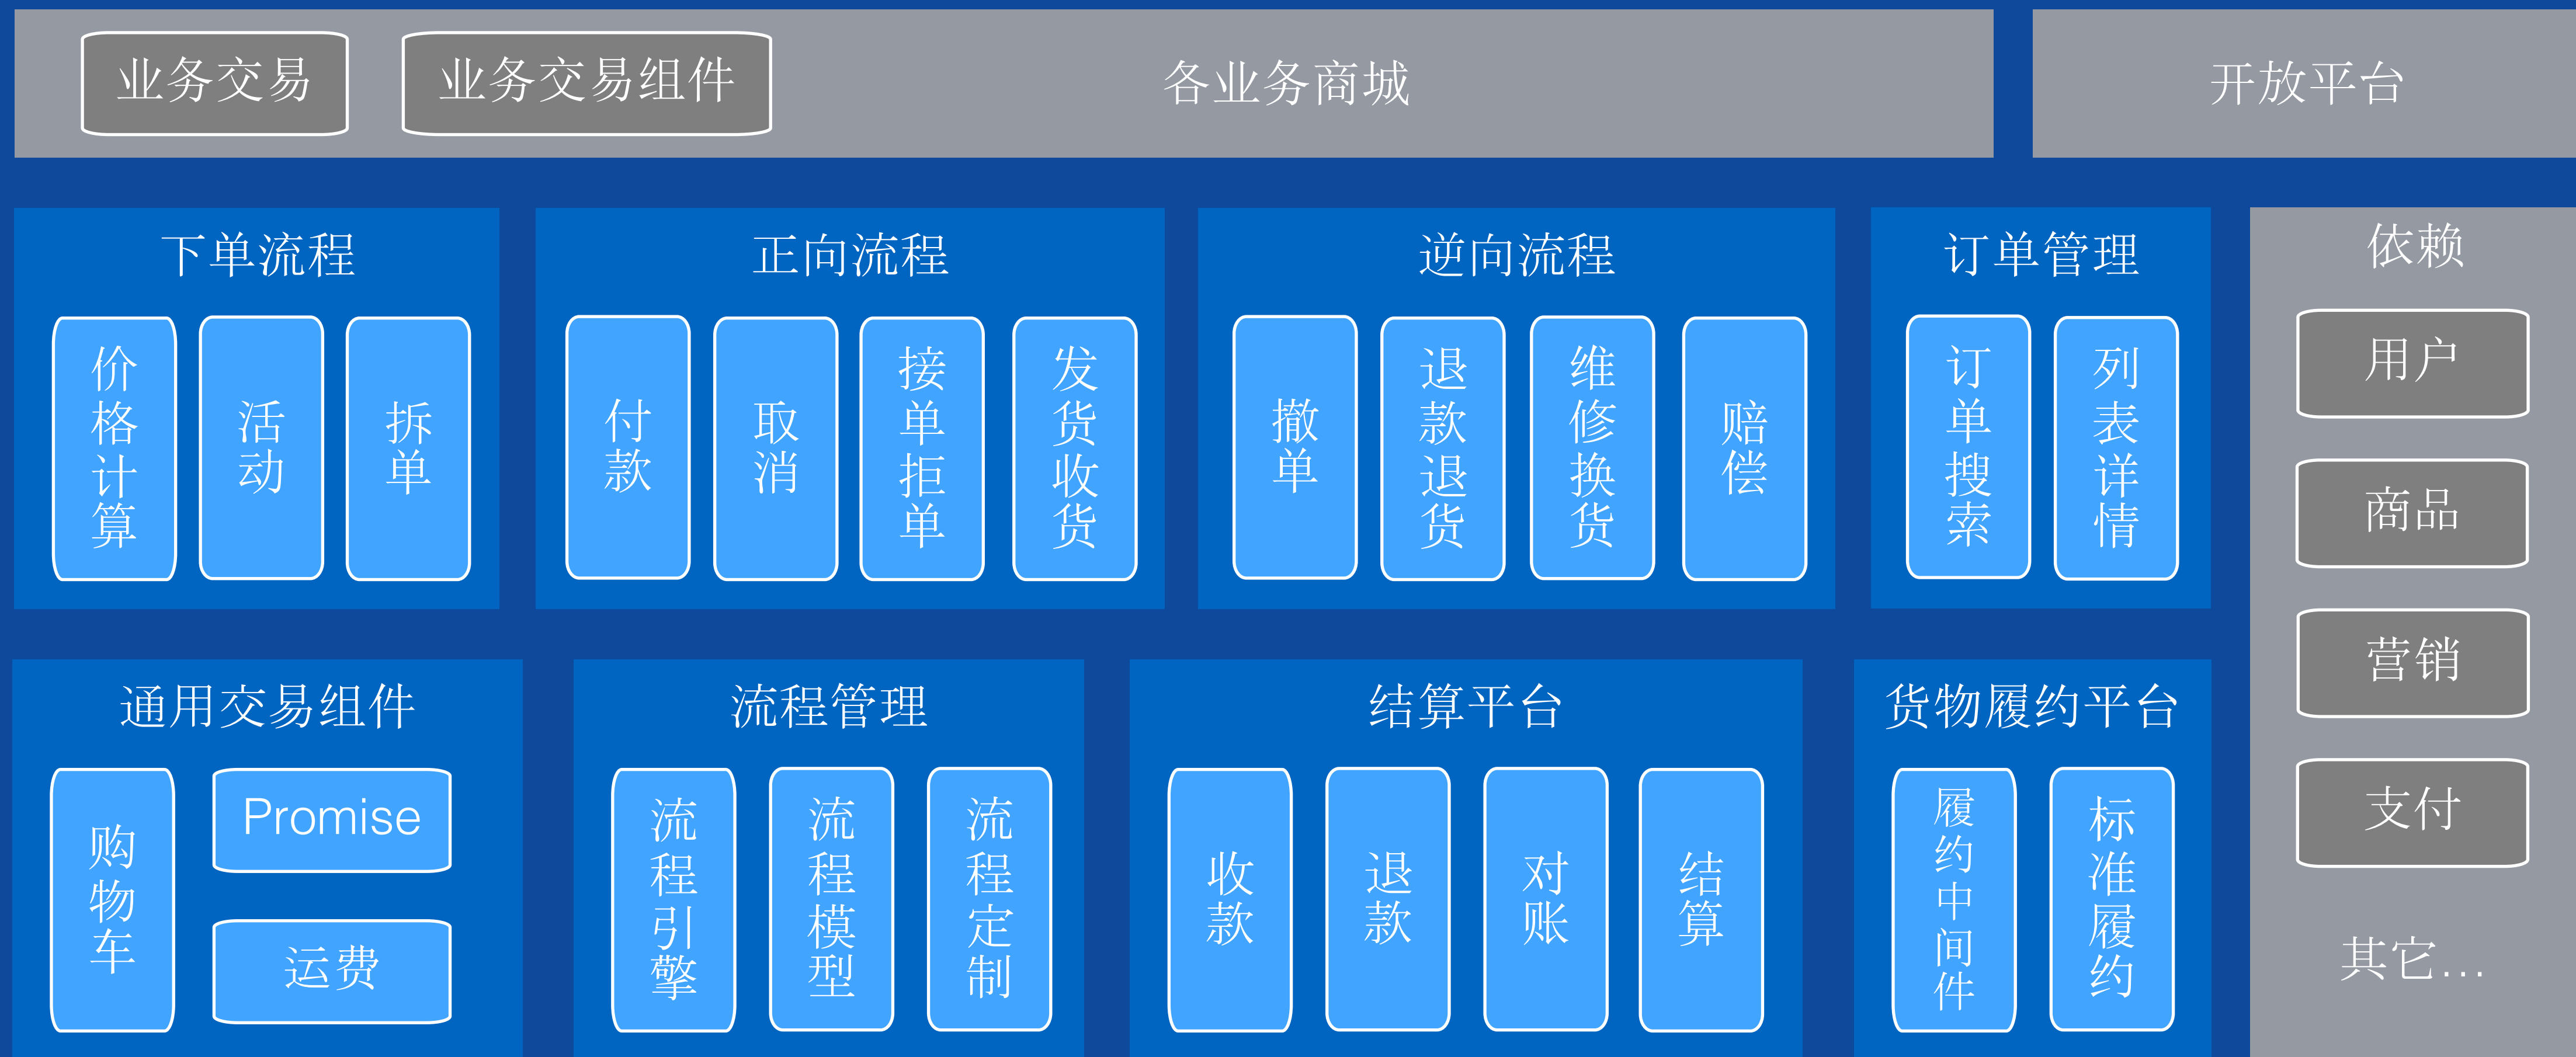 业务交易
业务交易组件
各业务商城
开放平台
下单流程
价格计算
活动
拆单
正向流程
付款
取消
接单拒单
发货收货
逆向流程
撤单
退款退货
维修换货
赔偿
订单管理
订单搜索
列表详情
通用交易组件
购物车
Promise
运费
流程管理
流程引擎
流程模型
流程定制
结算平台
收款
退款
对账
结算
货物履约平台
履约中间件
标准履约
依赖
用户
商品
营销
支付
其它...